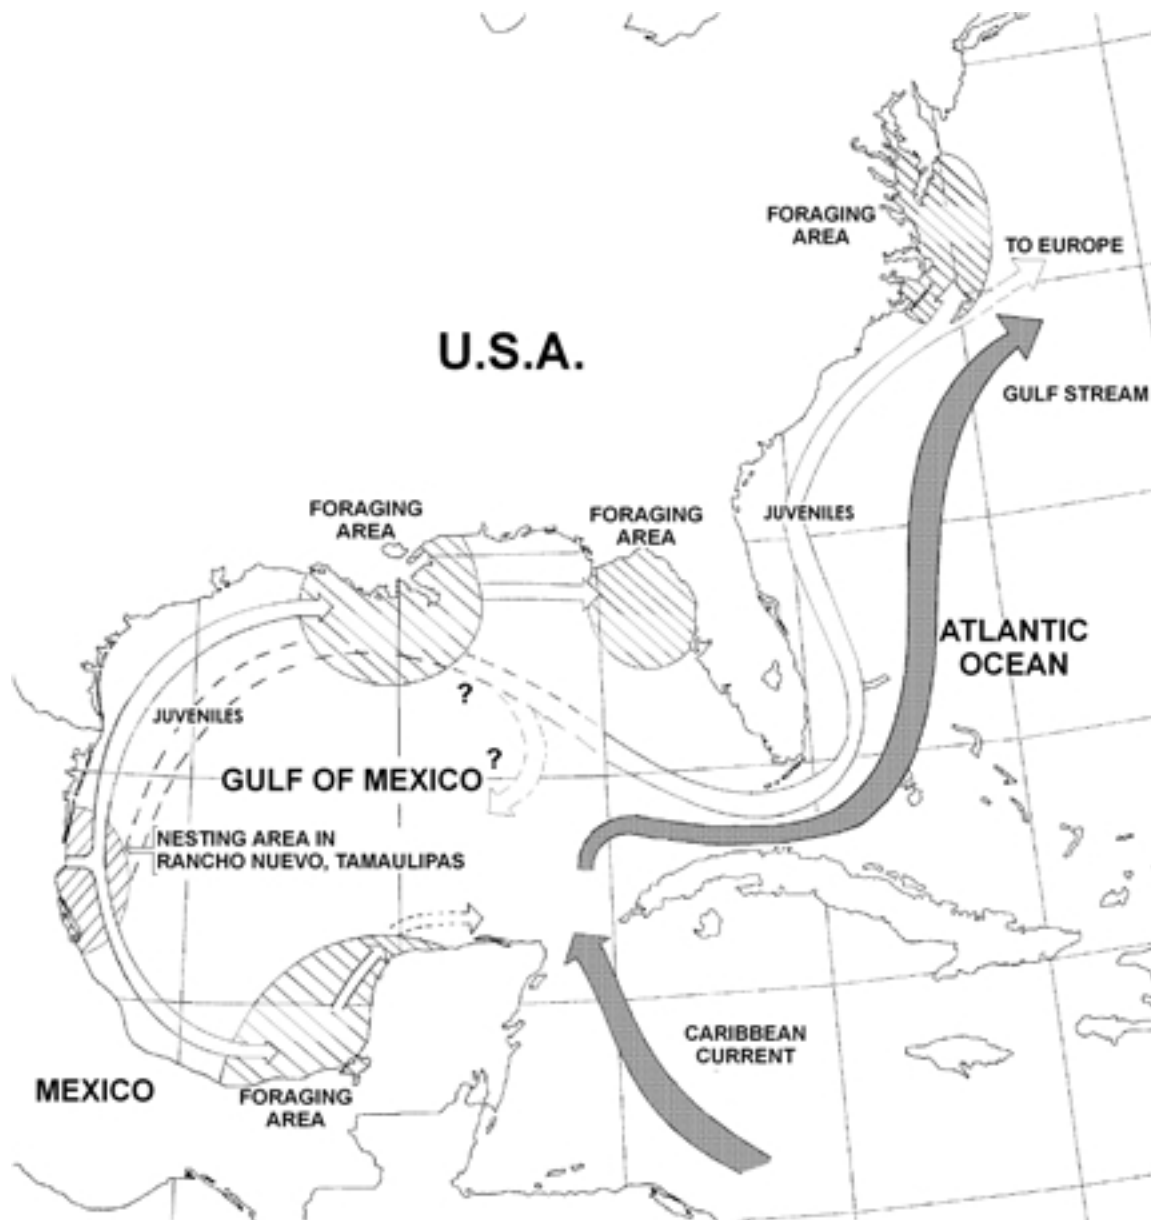 FORAGING
AREA
TO EUROPE
U.S.A.
GULF STREAM
FORAGING
AREA
FORAGING
AREA
JUVENILES
ATLANTIC
OCEAN
?
JUVENILES
?
GULF OF MEXICO
NESTING AREA IN
RANCHO NUEVO, TAMAULIPAS
CARIBBEAN
CURRENT
MEXICO
FORAGING
AREA